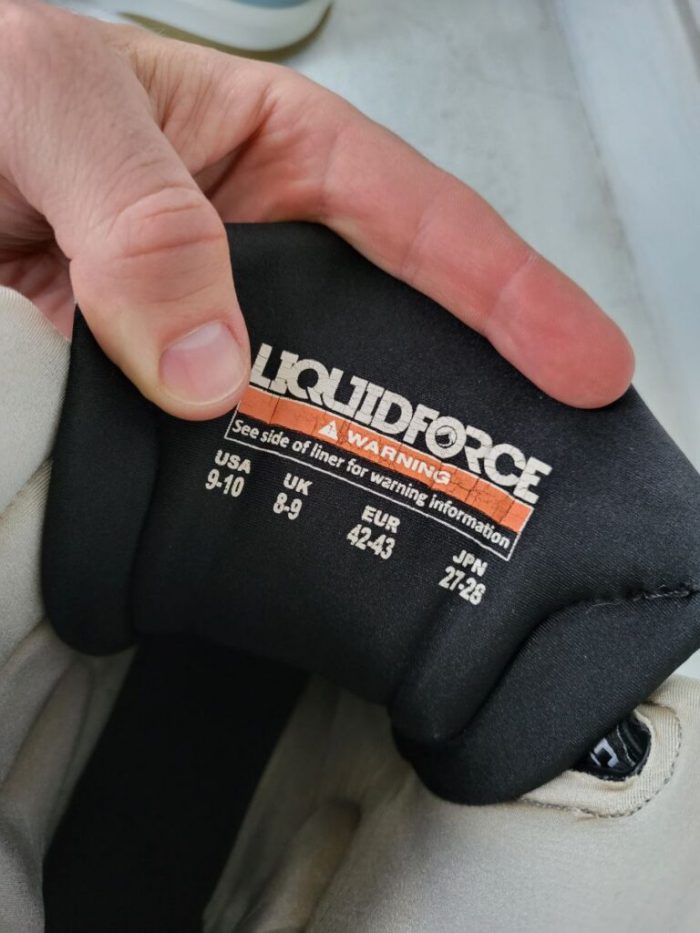 LIQUIDFORCE
⚠ WARNING
See side of liner for warning information
USA UK EUR JPN
9-10 8-9 42-43 27-28